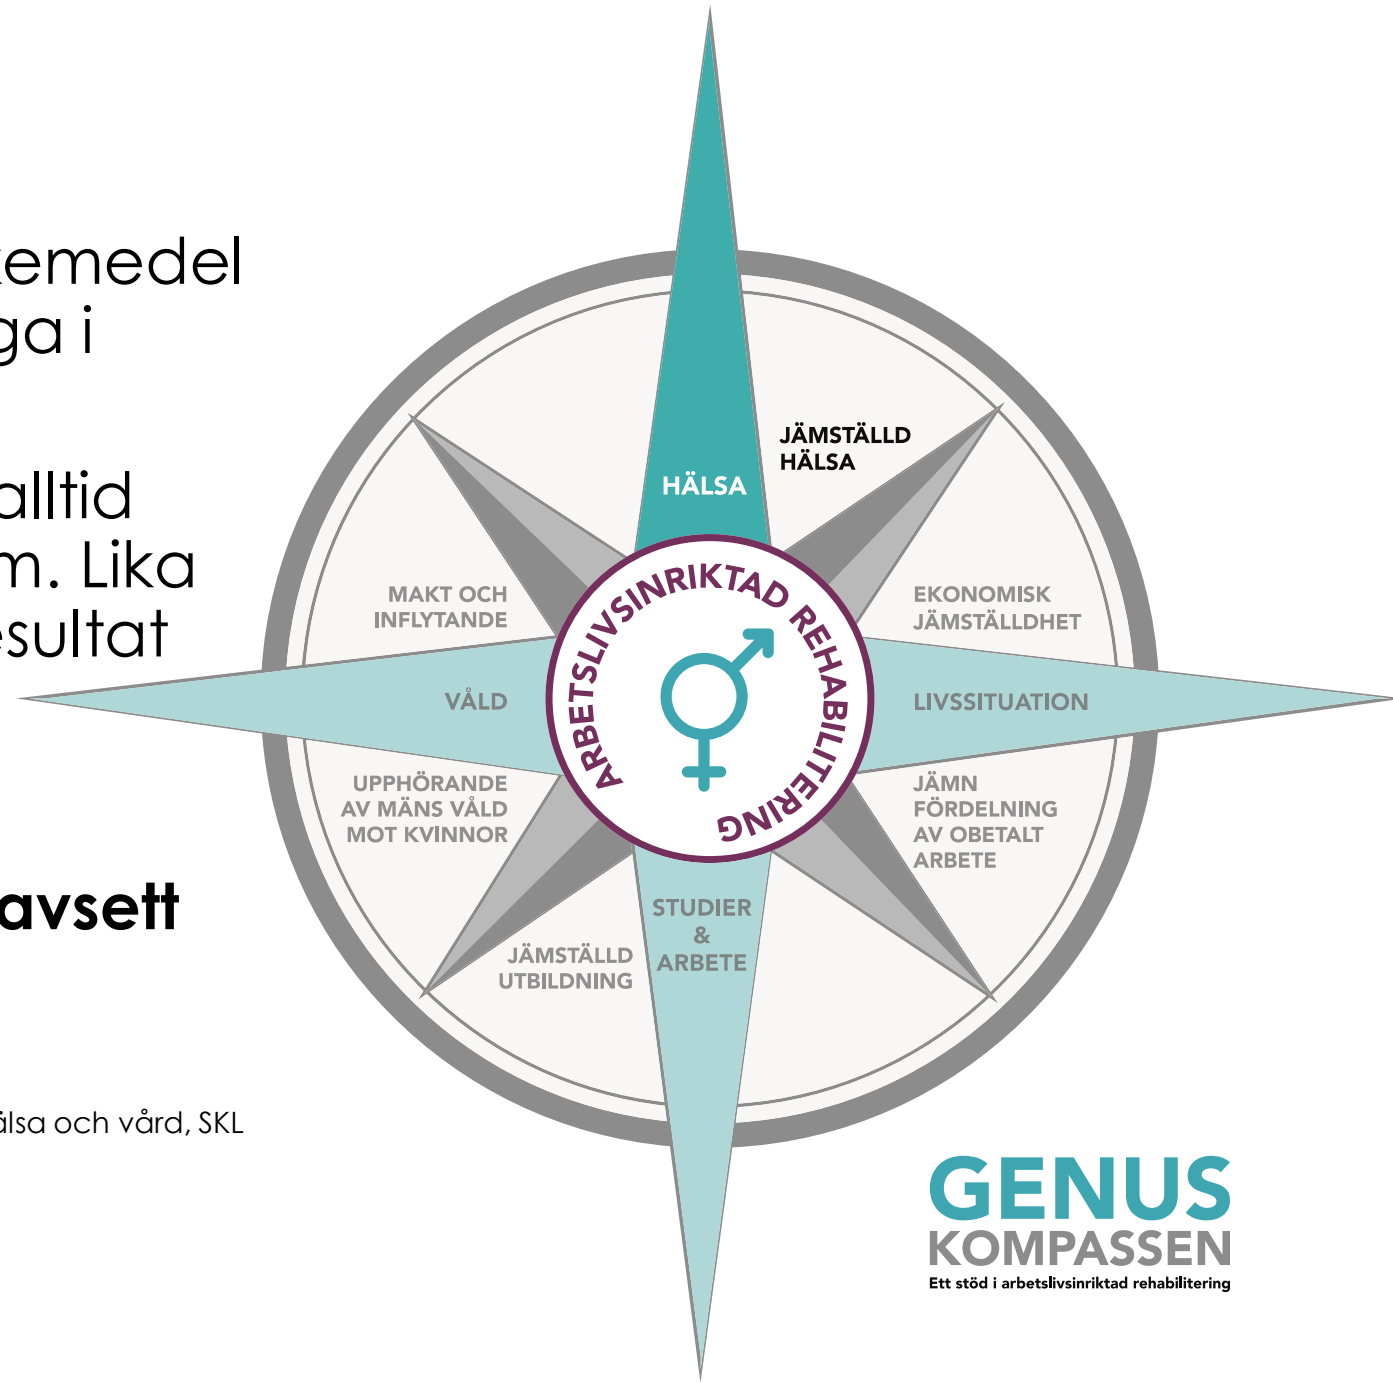 kemedel
ga i
alltid
m. Lika
esultat
avsett
älsa och vård, SKL
HÄLSA
JÄMSTÄLLD
HÄLSA
MAKT OCH
INFLYTANDE
EKONOMISK
JÄMSTÄLLDHET
ARBETSLIVSINRIKTAD REHABILITERING
VÅLD
LIVSSITUATION
UPPHÖRANDE
AV MÄNS VÅLD
MOT KVINNOR
JÄMN
FÖRDELNING
AV OBETALT
ARBETE
JÄMSTÄLLD
UTBILDNING
STUDIER
&
ARBETE
GENUS
KOMPASSEN
Ett stöd i arbetslivsinriktad rehabilitering